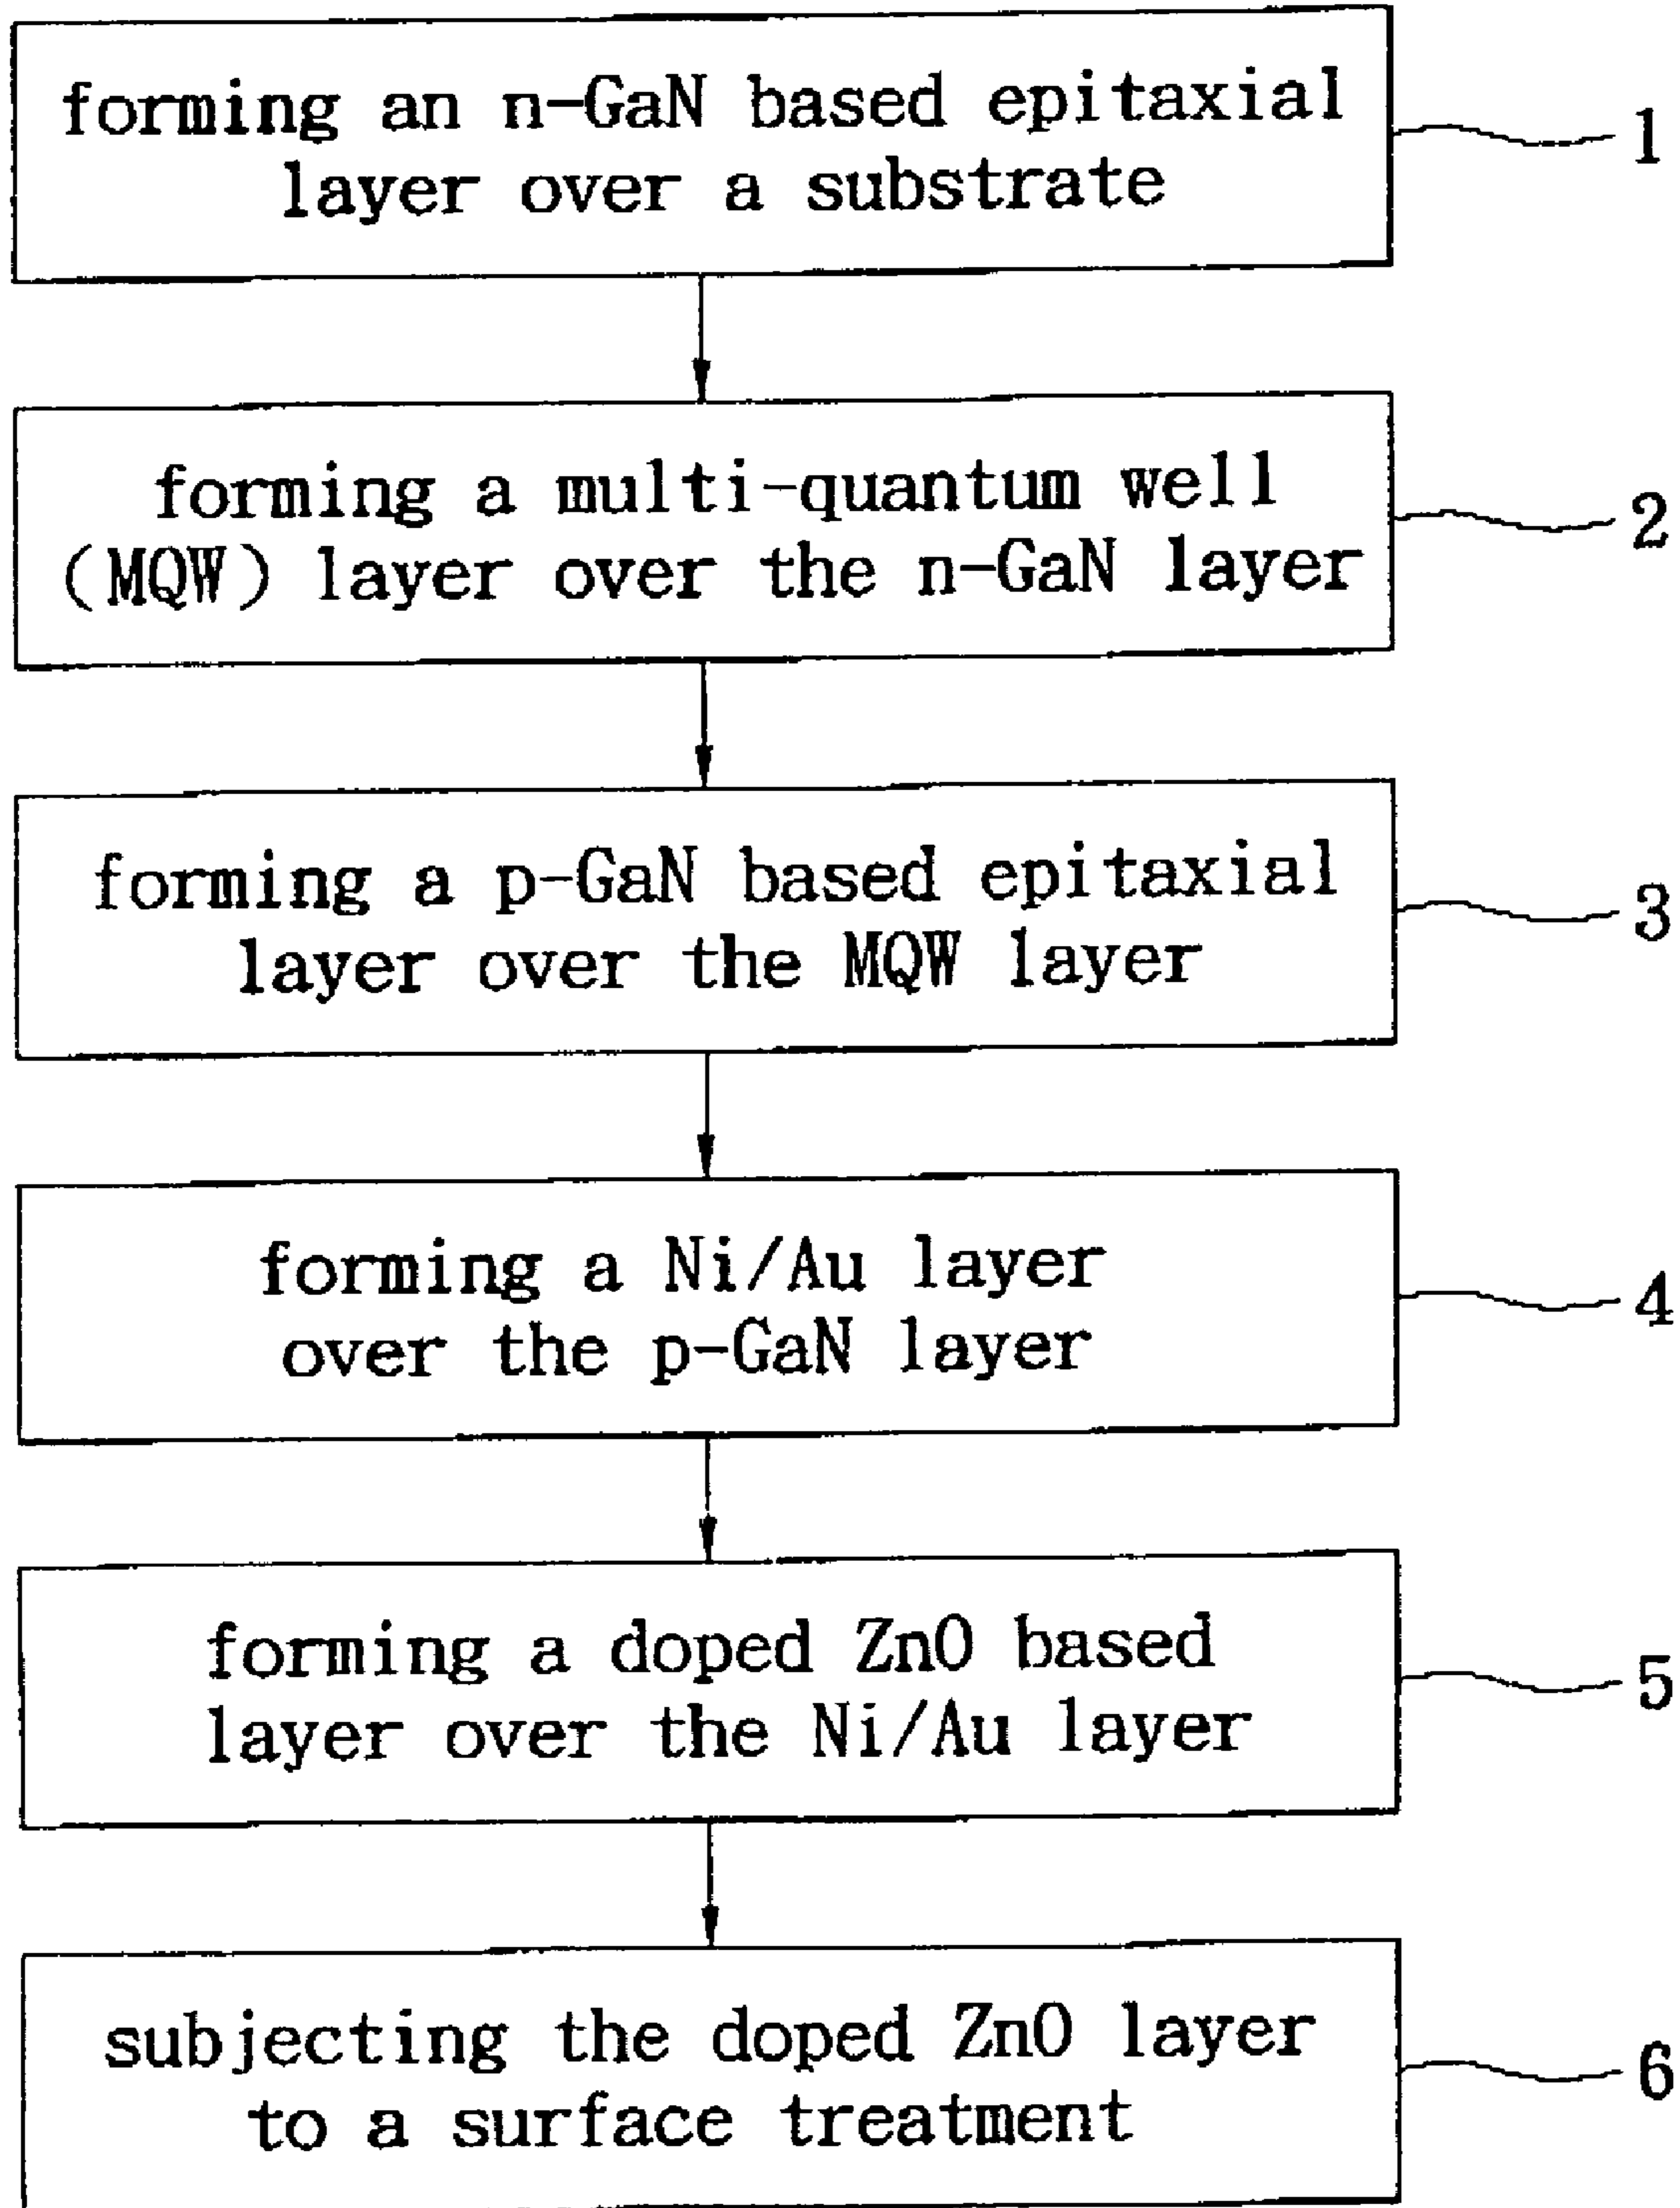 forming an n-GaN based epitaxial
layer over a substrate
1
forming a multi-quantum well
(MQW) layer over the n-GaN layer
2
forming a p-GaN based epitaxial
layer over the MQW layer
3
forming a Ni/Au layer
over the p-GaN layer
4
forming a doped ZnO based
layer over the Ni/Au layer
5
subjecting the doped ZnO layer
to a surface treatment
6